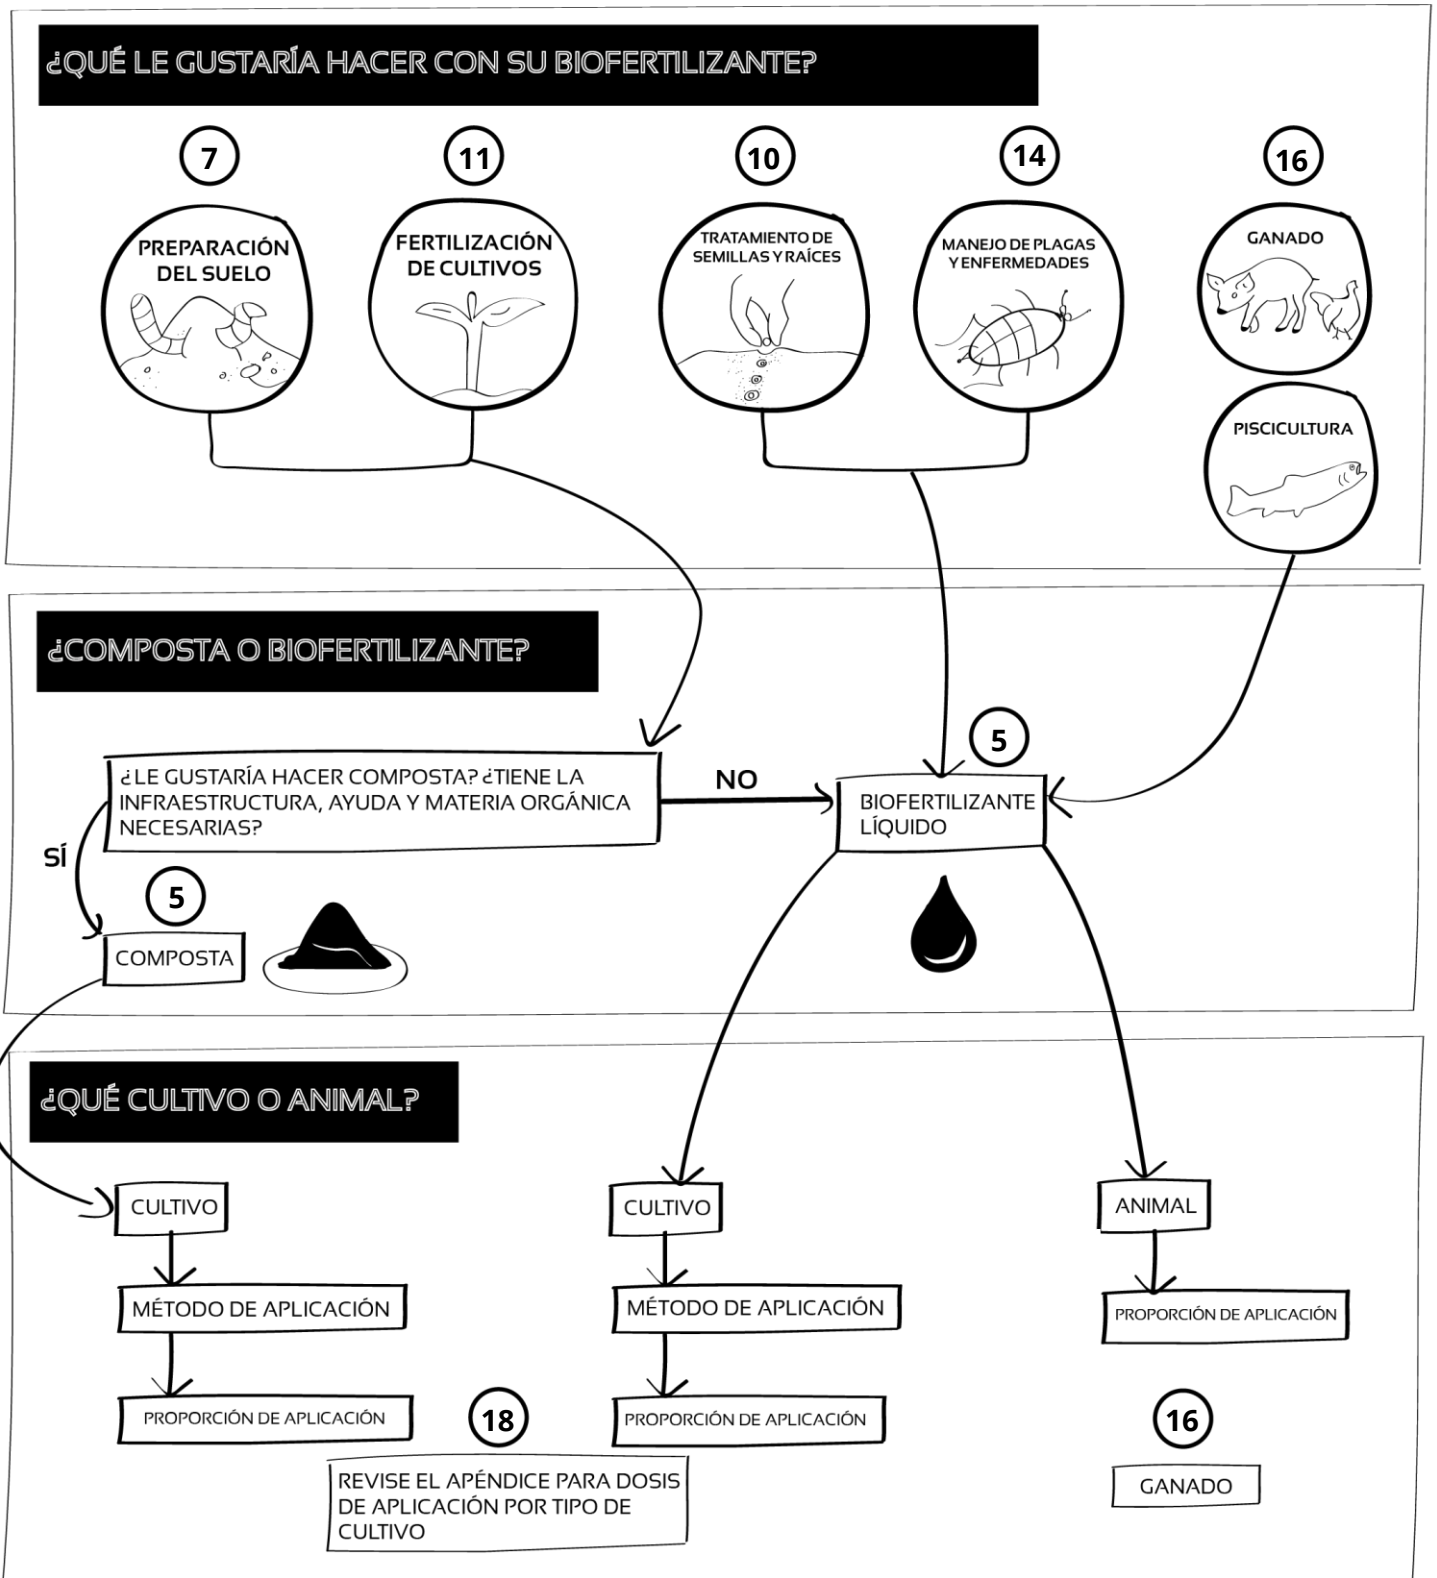 ¿QUÉ LE GUSTARÍA HACER CON SU BIOFERTILIZANTE?
7
11
10
14
16
PREPARACIÓN
DEL SUELO
FERTILIZACIÓN
DE CULTIVOS
TRATAMIENTO DE
SEMILLAS Y RAÍCES
MANEJO DE PLAGAS
Y ENFERMEDADES
GANADO
PISCICULTURA
¿COMPOSTA O BIOFERTILIZANTE?
¿LE GUSTARÍA HACER COMPOSTA? ¿TIENE LA
INFRAESTRUCTURA, AYUDA Y MATERIA ORGÁNICA
NECESARIAS?
NO
5
BIOFERTILIZANTE
LÍQUIDO
SÍ
5
COMPOSTA
¿QUÉ CULTIVO O ANIMAL?
CULTIVO
MÉTODO DE APLICACIÓN
PROPORCIÓN DE APLICACIÓN
CULTIVO
MÉTODO DE APLICACIÓN
PROPORCIÓN DE APLICACIÓN
ANIMAL
PROPORCIÓN DE APLICACIÓN
18
REVISE EL APÉNDICE PARA DOSIS
DE APLICACIÓN POR TIPO DE
CULTIVO
16
GANADO